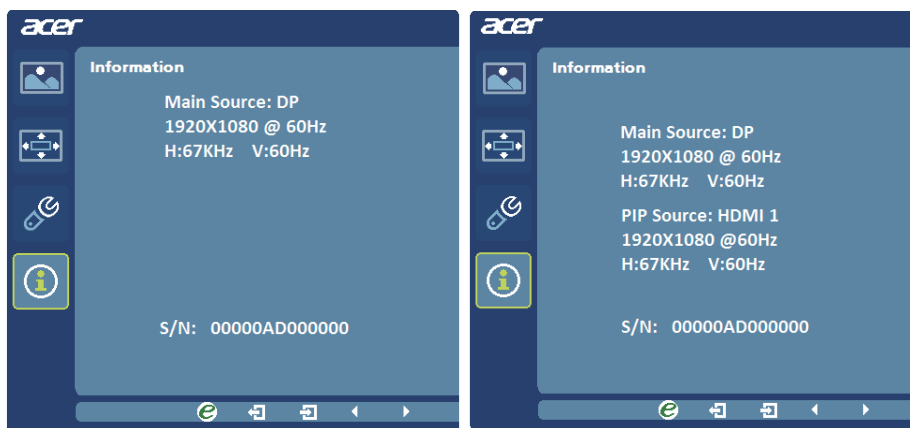 acer
Information
Main Source: DP
1920X1080 @ 60Hz
H:67KHz V:60Hz
S/N: 00000AD000000
e
acer
Information
Main Source: DP
1920X1080 @ 60Hz
H:67KHz V:60Hz
PIP Source: HDMI 1
1920X1080 @60Hz
H:67KHz V:60Hz
S/N: 00000AD000000
e